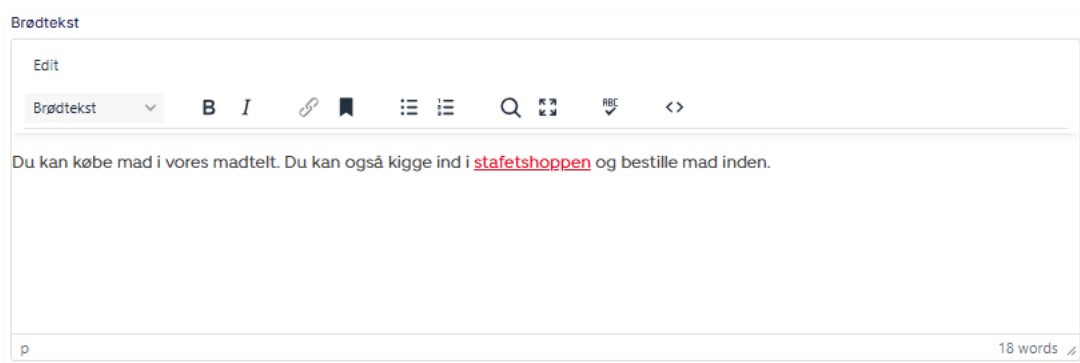 Brødtekst
Edit
Brødtekst B I ABC <>
Du kan købe mad i vores madtelt. Du kan også kigge ind i stafetshoppen og bestille mad inden.
p 18 words